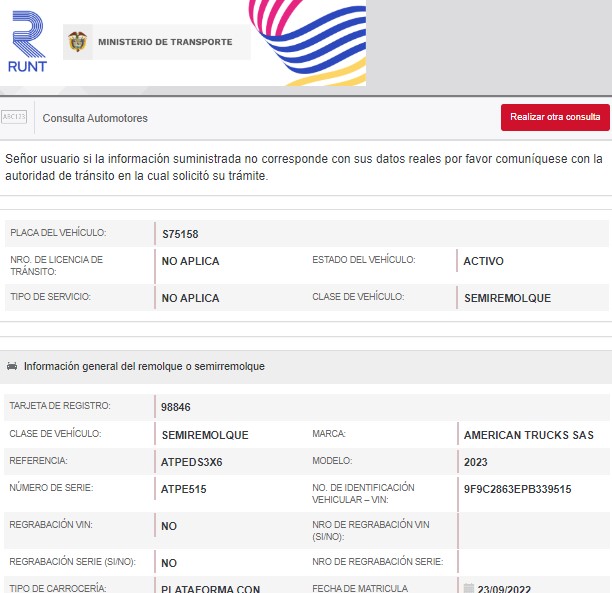 RUNT
MINISTERIO DE TRANSPORTE
ABC123 Consulta Automotores Realizar otra consulta
Señor usuario si la información suministrada no corresponde con sus datos reales por favor comuníquese con la
autoridad de tránsito en la cual solicitó su trámite.
PLACA DEL VEHÍCULO: S75158
NRO. DE LICENCIA DE TRÁNSITO: NO APLICA ESTADO DEL VEHÍCULO: ACTIVO
TIPO DE SERVICIO: NO APLICA CLASE DE VEHÍCULO: SEMIREMOLQUE
Información general del remolque o semirremolque
TARJETA DE REGISTRO: 98846
CLASE DE VEHÍCULO: SEMIREMOLQUE MARCA: AMERICAN TRUCKS SAS
REFERENCIA: ATPEDS3X6 MODELO: 2023
NÚMERO DE SERIE: ATPE515 NO. DE IDENTIFICACIÓN VEHICULAR – VIN: 9F9C2863EPB339515
REGRABACIÓN VIN: NO NRO DE REGRABACIÓN VIN (SI/NO):
REGRABACIÓN SERIE (SI/NO): NO NRO DE REGRABACIÓN SERIE:
TIPO DE CARROCERÍA: PLATAFORMA CON FECHA DE MATRICULA 23/09/2022